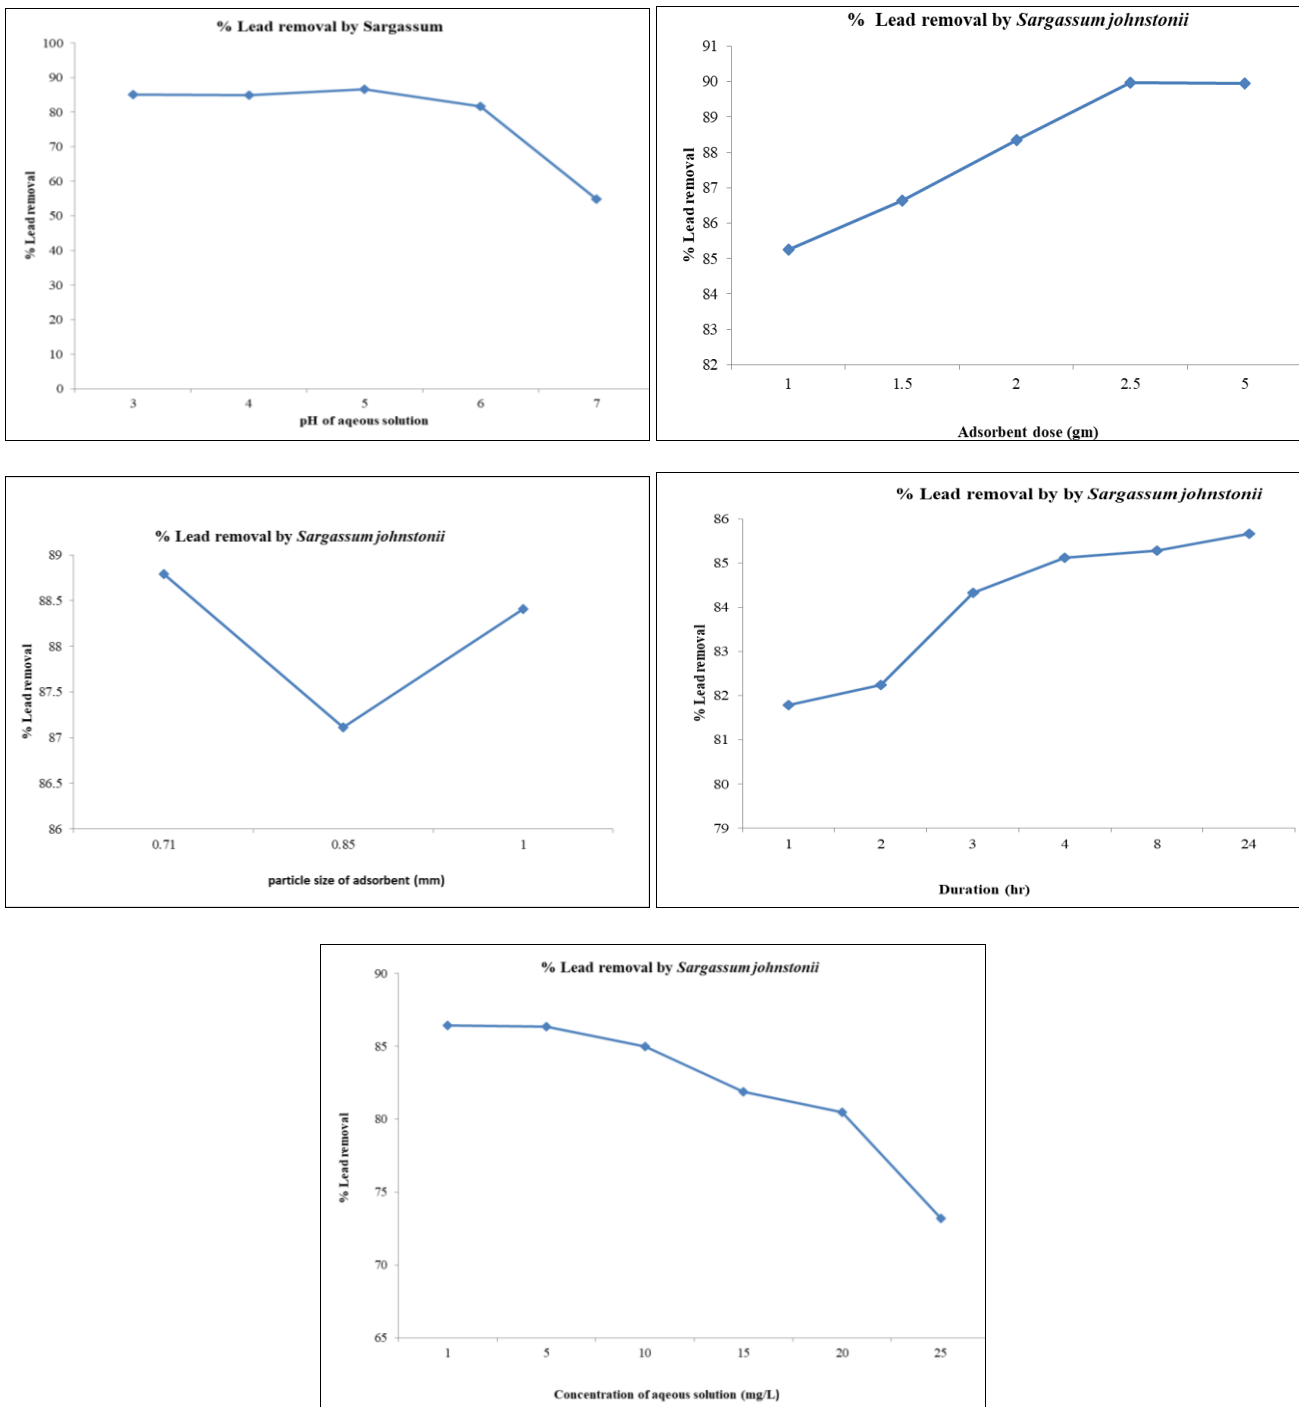 % Lead removal by Sargassum
100
90
80
70
60
50
40
30
20
10
0
% Lead removal
3 4 5 6 7
pH of aqeous solution
% Lead removal by Sargassum johnstonii
91
90
89
88
87
86
85
84
83
82
% Lead removal
1 1.5 2 2.5 5
Adsorbent dose (gm)
% Lead removal by Sargassum johnstonii
89
88.5
88
87.5
87
86.5
86
% Lead removal
0.71 0.85 1
particle size of adsorbent (mm)
% Lead removal by by Sargassum johnstonii
86
85
84
83
82
81
80
79
% Lead removal
1 2 3 4 8 24
Duration (hr)
% Lead removal by Sargassum johnstonii
90
85
80
75
70
65
% Lead removal
1 5 10 15 20 25
Concentration of aqeous solution (mg/L)